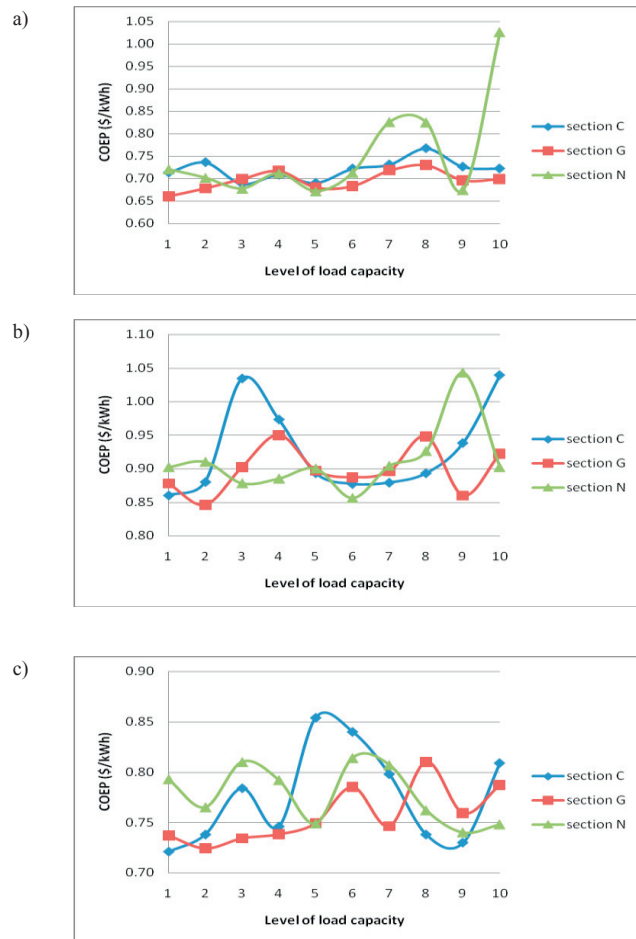 a)
COEP ($/kWh)
1.05
1.00
0.95
0.90
0.85
0.80
0.75
0.70
0.65
0.60
1 2 3 4 5 6 7 8 9 10
Level of load capacity
section C
section G
section N
b)
COEP ($/kWh)
1.10
1.05
1.00
0.95
0.90
0.85
0.80
1 2 3 4 5 6 7 8 9 10
Level of load capacity
section C
section G
section N
c)
COEP ($/kWh)
0.90
0.85
0.80
0.75
0.70
1 2 3 4 5 6 7 8 9 10
Level of load capacity
section C
section G
section N